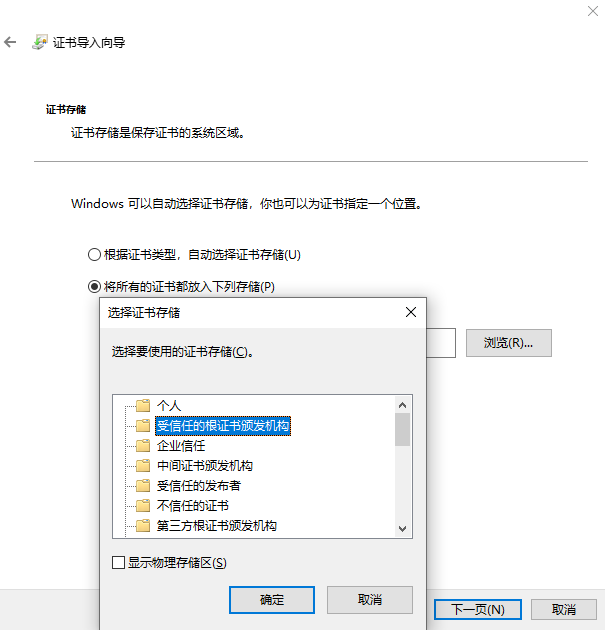 证书导入向导
证书存储
证书存储是保存证书的系统区域。
Windows 可以自动选择证书存储，你也可以为证书指定一个位置。
根据证书类型，自动选择证书存储(U)
将所有的证书都放入下列存储(P)
选择证书存储
浏览(R)...
选择要使用的证书存储(C)。
个人
受信任的根证书颁发机构
企业信任
中间证书颁发机构
受信任的发布者
不信任的证书
第三方根证书颁发机构
显示物理存储区(S)
确定
取消
下一页(N)
取消